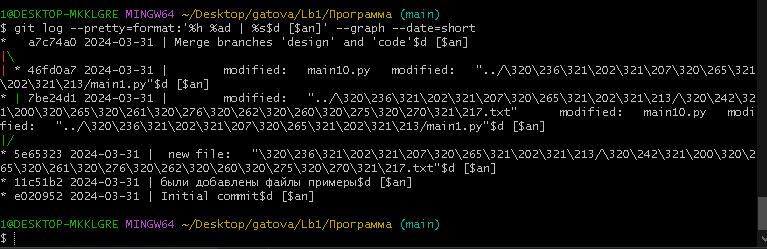 1@DESKTOP-MKKLGRE MINGW64 ~/Desktop/gatova/Lb1/Программа (main)
$ git log --pretty=format:'%h %ad | %s$d [$an]' --graph --date=short
*   a7c74a0 2024-03-31 | Merge branches 'design' and 'code'$d [$an]
|\
| * 46fd0a7 2024-03-31 |        modified:   main10.py   modified:   "../\320\236\321\202\321\207\320\265\321
\202\321\213/main1.py"$d [$an]
* | 7be24d1 2024-03-31 |        modified:   "../\320\236\321\202\321\207\320\265\321\202\321\213/\320\242\32
1\200\320\265\320\261\320\276\320\262\320\260\320\275\320\270\321\217.txt"      modified:   main10.py   modi
fied:   "../\320\236\321\202\321\207\320\265\321\202\321\213/main1.py"$d [$an]
|/
* 5e65323 2024-03-31 |  new file:   "\320\236\321\202\321\207\320\265\321\202\321\213/\320\242\321\200\320\2
65\320\261\320\276\320\262\320\260\320\275\320\270\321\217.txt"$d [$an]
* 11c51b2 2024-03-31 | были добавлены файлы примеры$d [$an]
* e020952 2024-03-31 | Initial commit$d [$an]
1@DESKTOP-MKKLGRE MINGW64 ~/Desktop/gatova/Lb1/Программа (main)
$